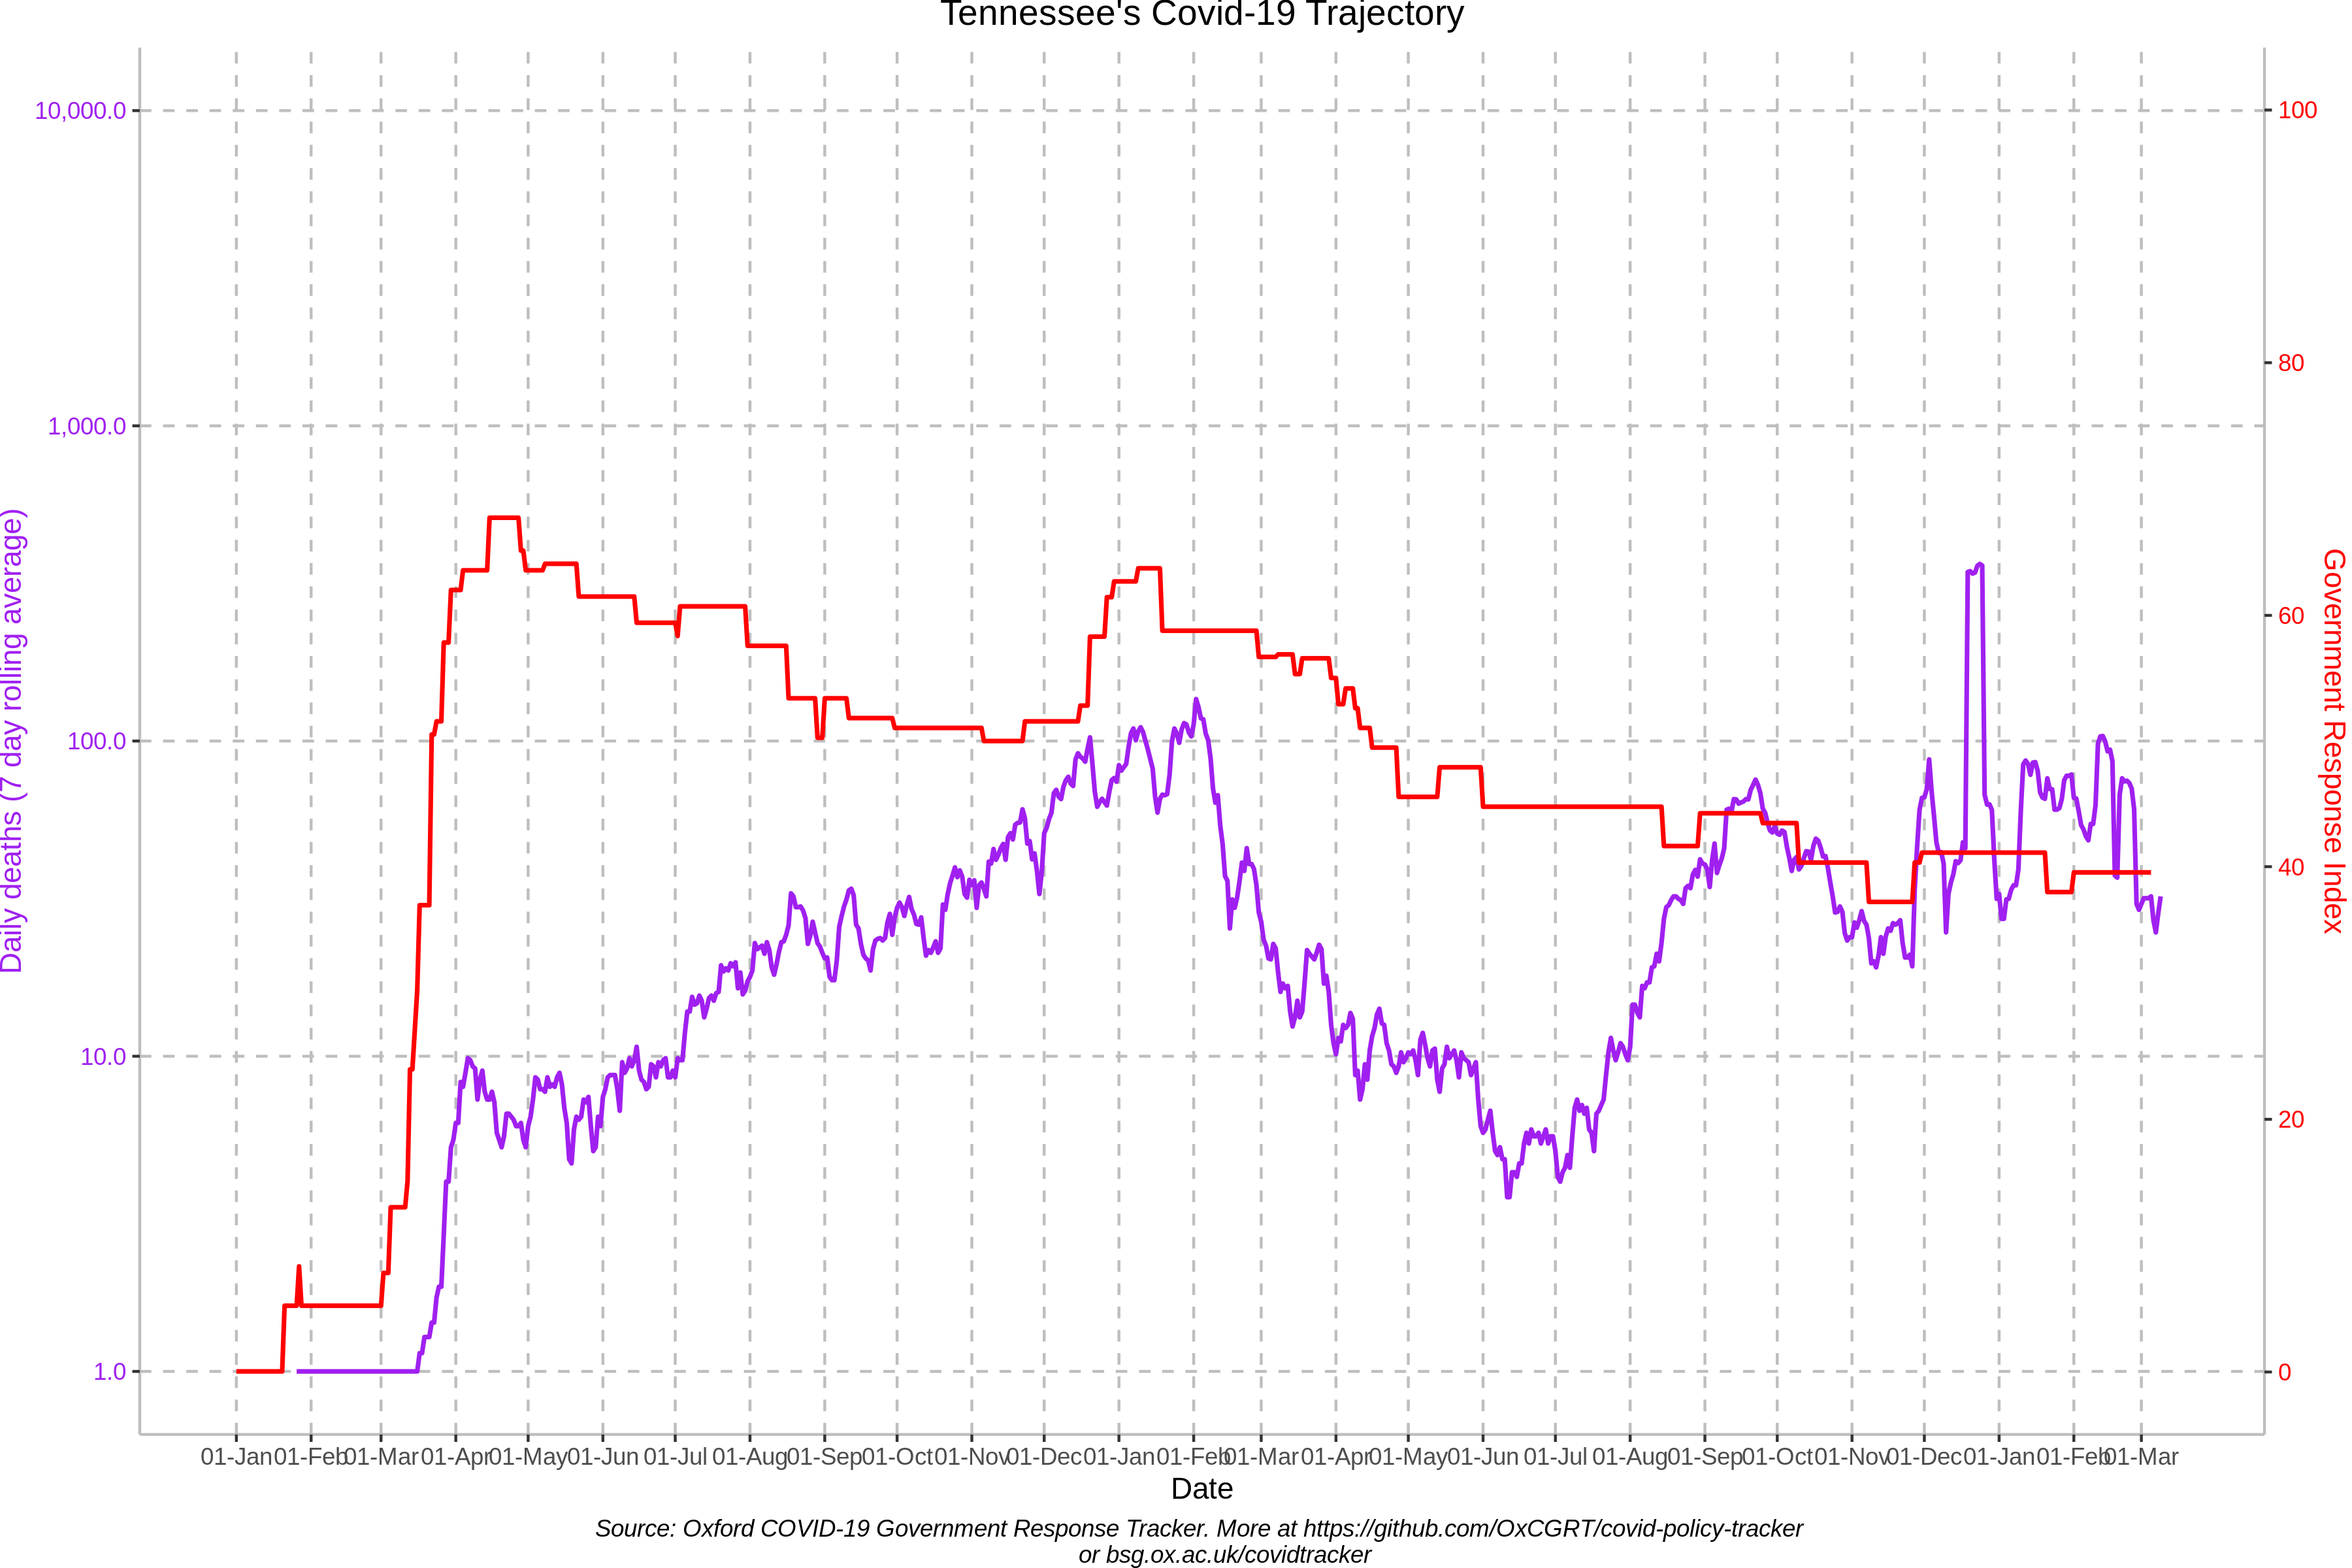 Tennessee's Covid-19 Trajectory
10,000.0
1,000.0
100.0
10.0
1.0
Daily deaths (7 day rolling average)
100
80
60
40
20
0
Government Response Index
01-Jan 01-Feb 01-Mar 01-Apr 01-May 01-Jun 01-Jul 01-Aug 01-Sep 01-Oct 01-Nov 01-Dec 01-Jan 01-Feb 01-Mar 01-Apr 01-May 01-Jun 01-Jul 01-Aug 01-Sep 01-Oct 01-Nov 01-Dec 01-Jan 01-Feb 01-Mar
Date
Source: Oxford COVID-19 Government Response Tracker. More at https://github.com/OxCGRT/covid-policy-tracker
or bsg.ox.ac.uk/covidtracker